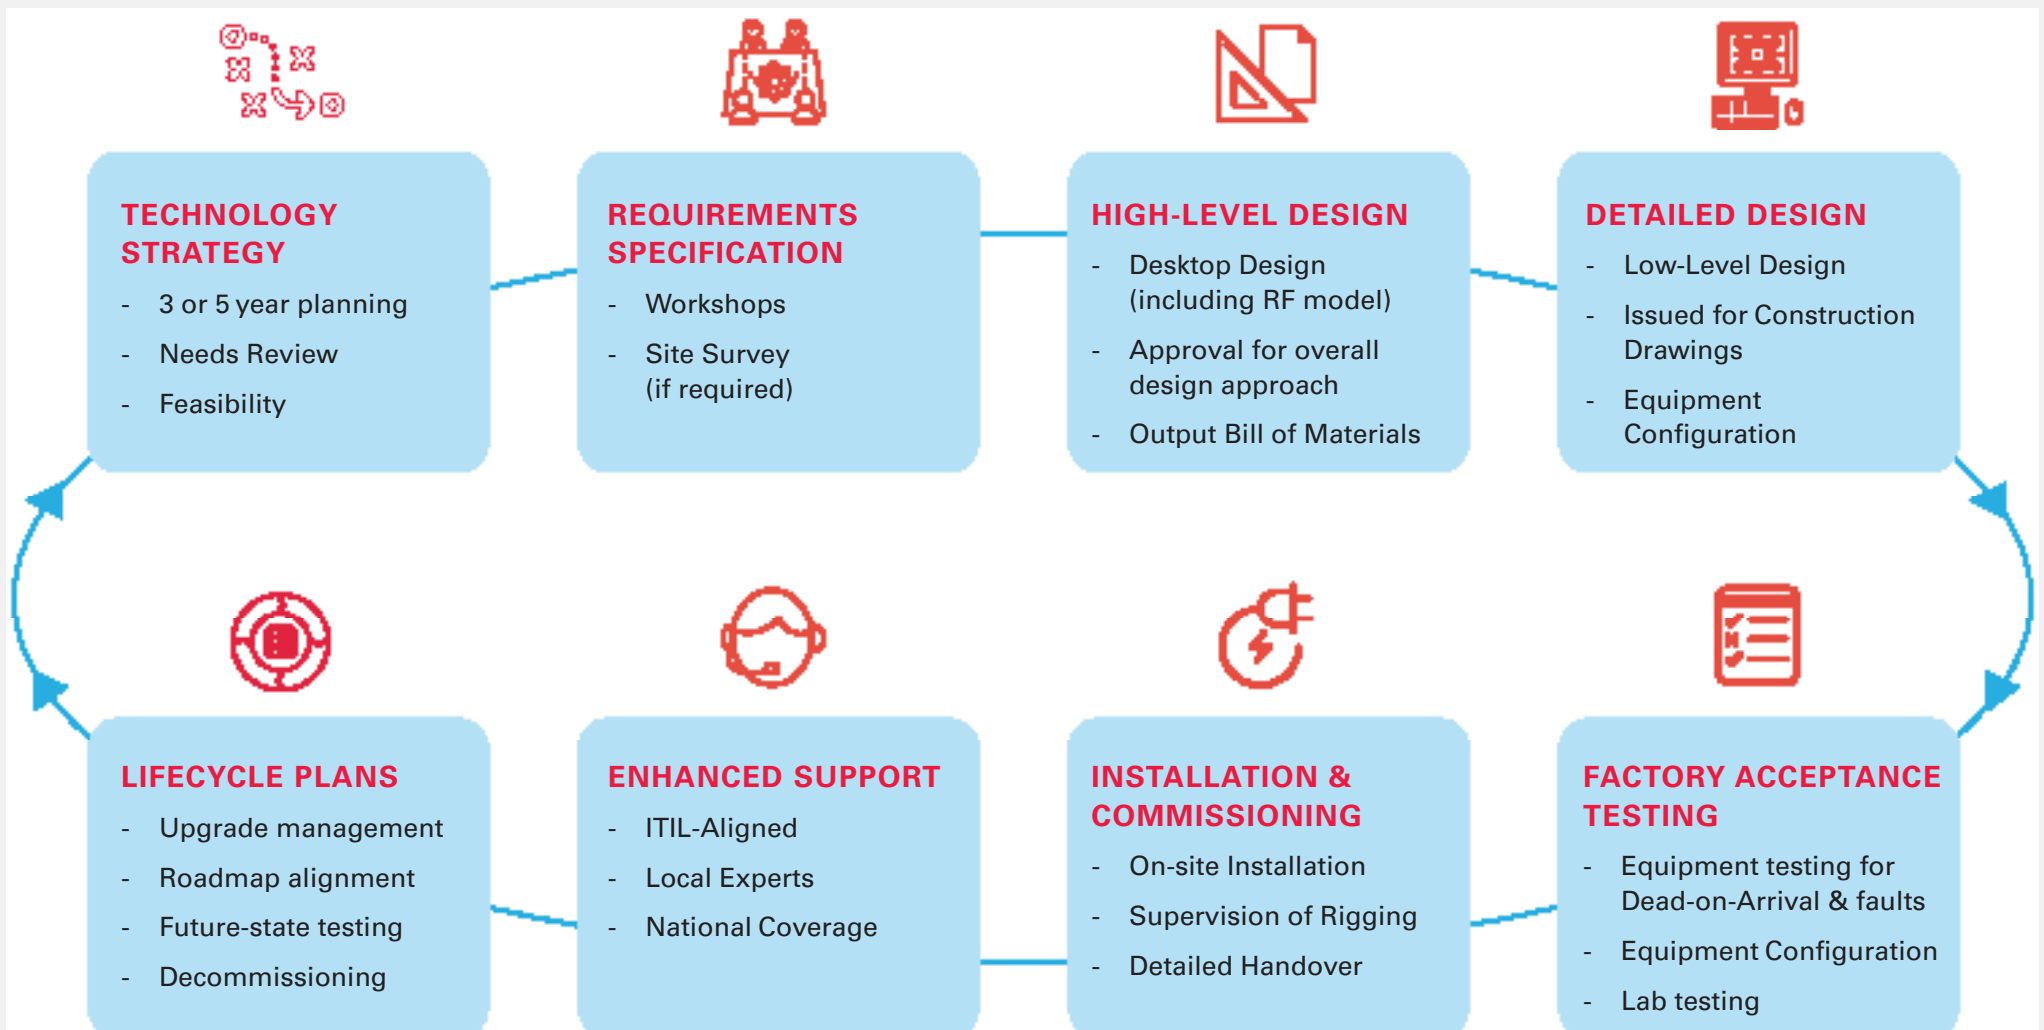 TECHNOLOGY
STRATEGY
- 3 or 5 year planning
- Needs Review
- Feasibility
REQUIREMENTS
SPECIFICATION
- Workshops
- Site Survey
(if required)
HIGH-LEVEL DESIGN
- Desktop Design
(including RF model)
- Approval for overall
design approach
- Output Bill of Materials
DETAILED DESIGN
- Low-Level Design
- Issued for Construction
Drawings
- Equipment
Configuration
LIFECYCLE PLANS
- Upgrade management
- Roadmap alignment
- Future-state testing
- Decommissioning
ENHANCED SUPPORT
- ITIL-Aligned
- Local Experts
- National Coverage
INSTALLATION &
COMMISSIONING
- On-site Installation
- Supervision of Rigging
- Detailed Handover
FACTORY ACCEPTANCE
TESTING
- Equipment testing for
Dead-on-Arrival & faults
- Equipment Configuration
- Lab testing